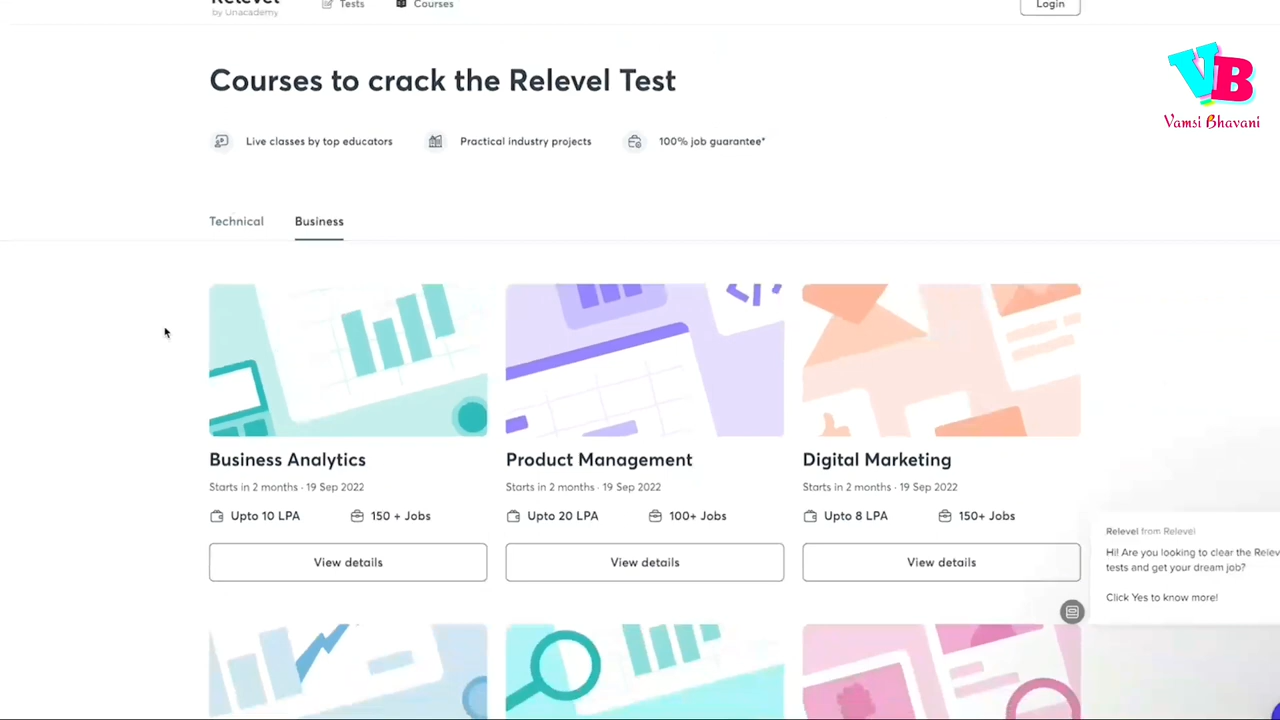 Relevel
by Unacademy
Tests
Courses
Login
VB
Vamsi Bhavani
Courses to crack the Relevel Test
Live classes by top educators
Practical industry projects
100% job guarantee*
Technical
Business
Business Analytics
Starts in 2 months · 19 Sep 2022
Upto 10 LPA
150 + Jobs
View details
Product Management
Starts in 2 months · 19 Sep 2022
Upto 20 LPA
100+ Jobs
View details
Digital Marketing
Starts in 2 months · 19 Sep 2022
Upto 8 LPA
150+ Jobs
View details
Relevel from Relevel
Hi! Are you looking to clear the Relev
tests and get your dream job?
Click Yes to know more!